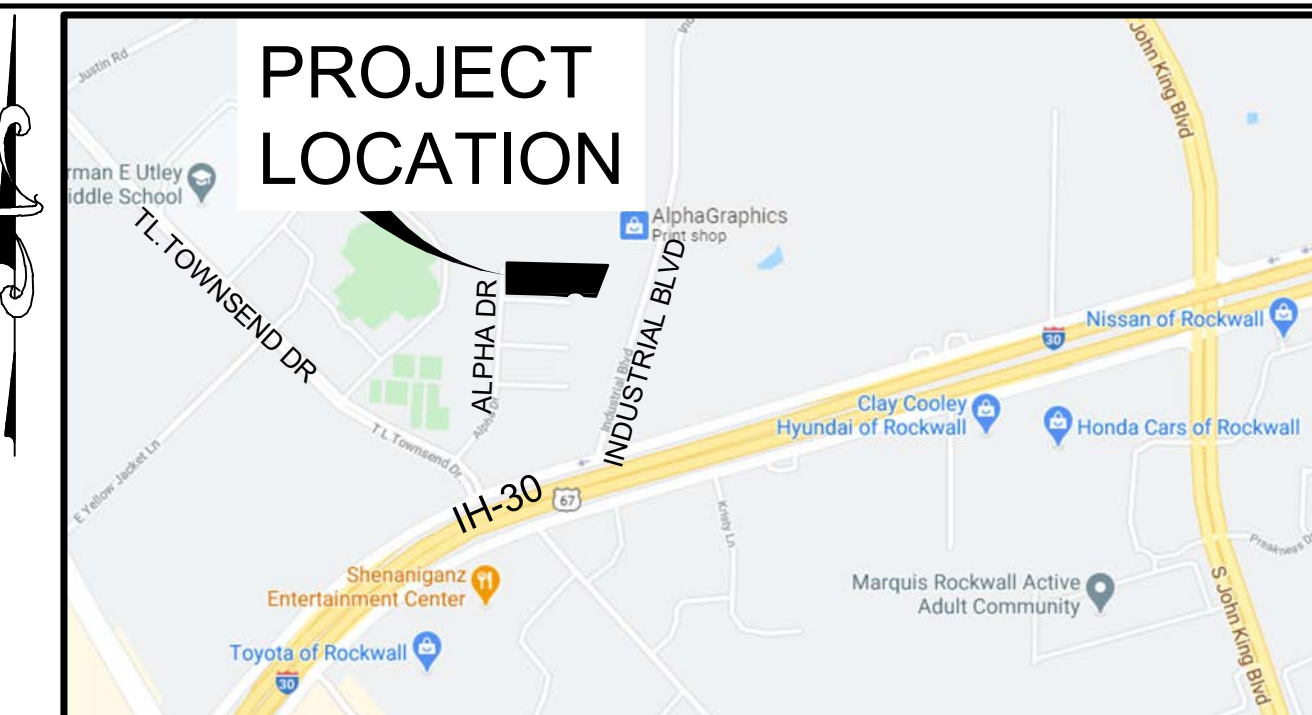 PROJECT
LOCATION
Justin Rd
John King Blvd
rman E Utley
iddle School
TL.TOWNSEND DR
AlphaGraphics
Print shop
ALPHA DR
INDUSTRIAL BLVD
Industrial Blvd
30
Nissan of Rockwall
Clay Cooley
Hyundai of Rockwall
Honda Cars of Rockwall
Alpha Dr
T L Townsend Dr
E Yellow Jacket Ln
IH-30
67
Kristy Ln
Preakness D
Shenaniganz
Entertainment Center
Marquis Rockwall Active
Adult Community
S John King Blvd
Toyota of Rockwall
30